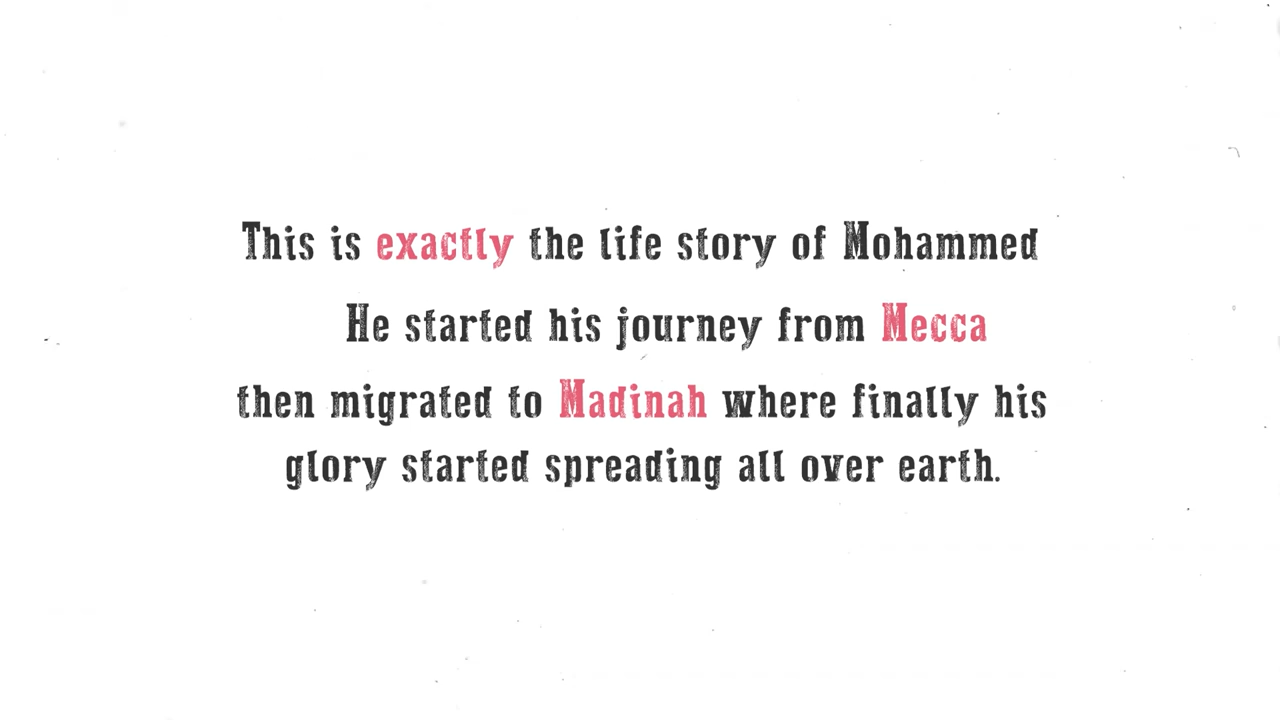 This is exactly the life story of Mohammed
He started his journey from Mecca
then migrated to Madinah where finally his
glory started spreading all over earth.